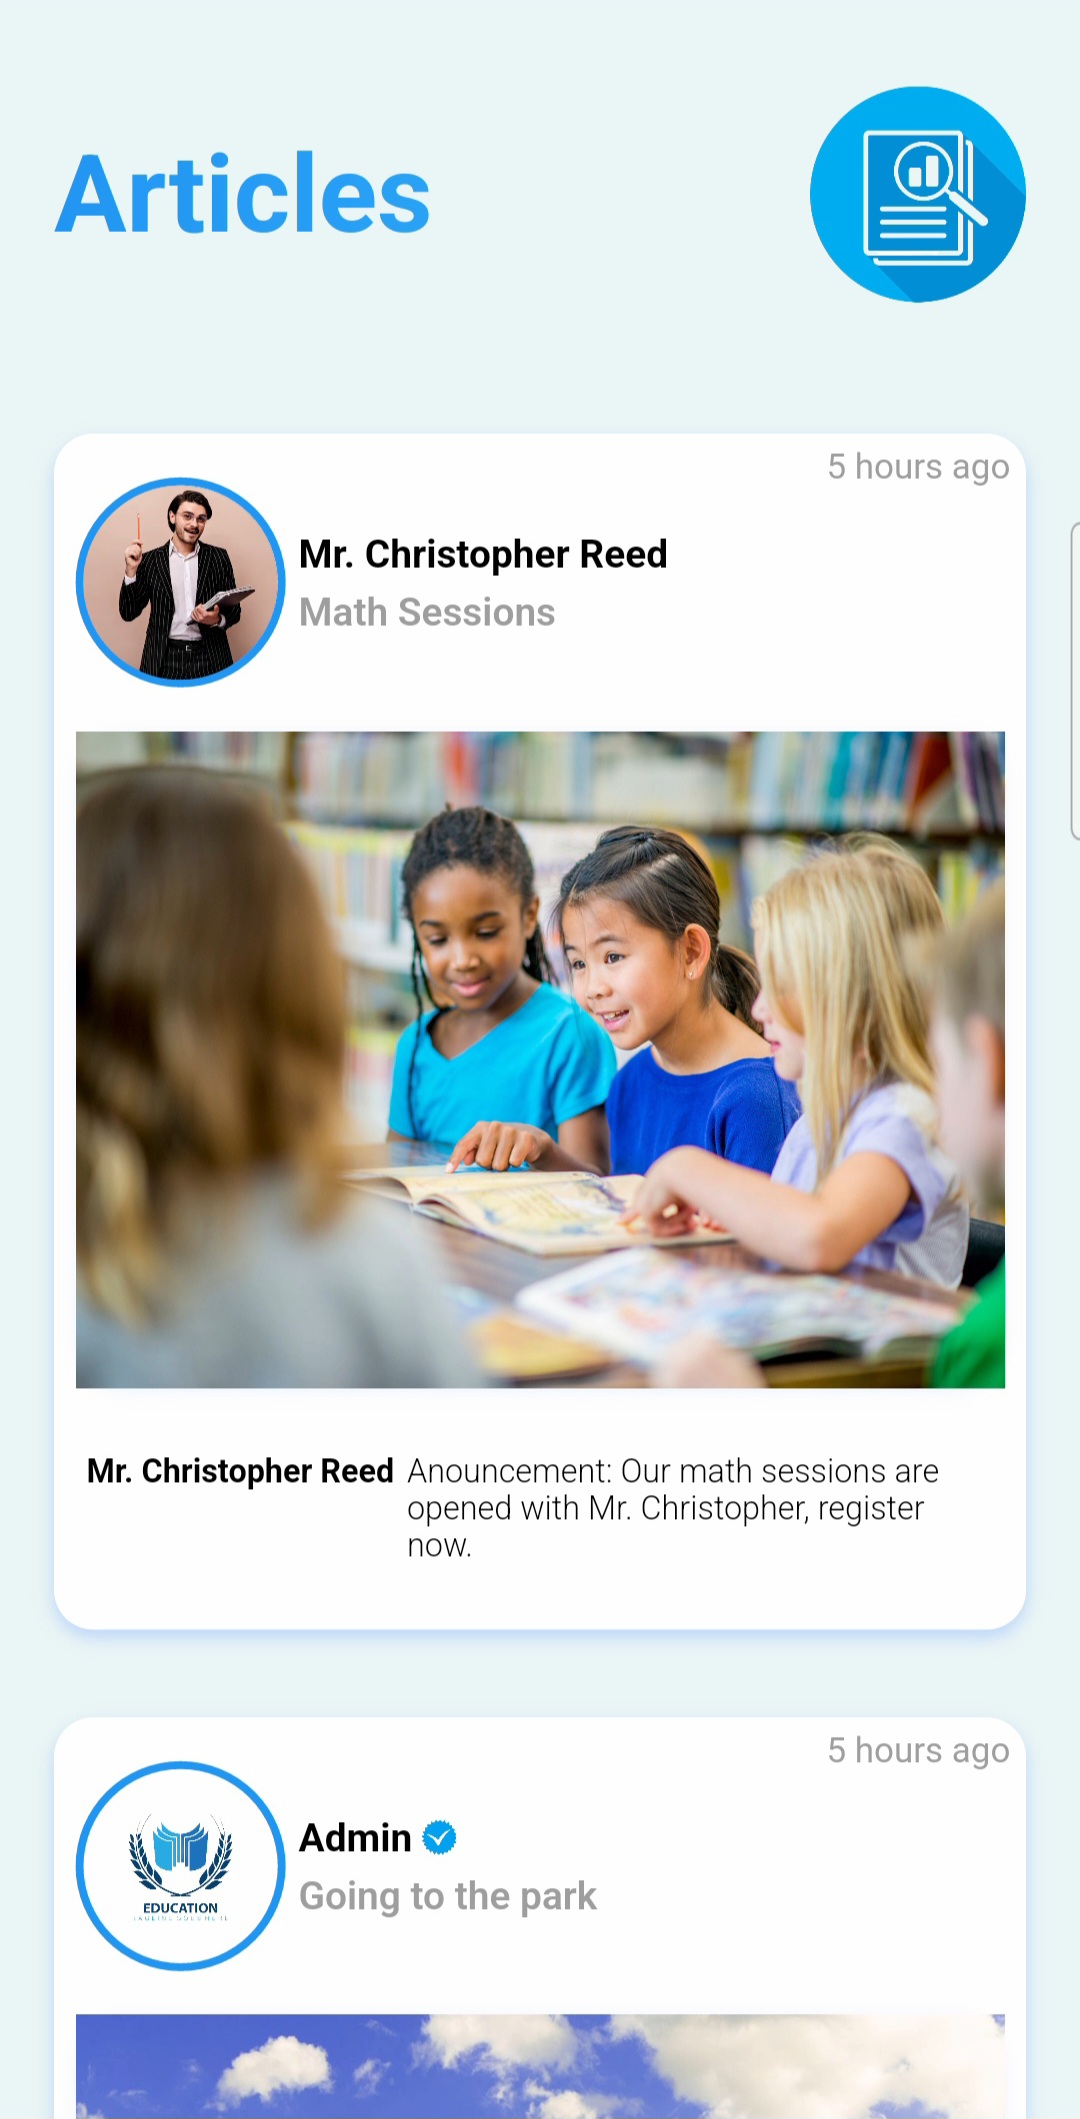 Articles
5 hours ago
Mr. Christopher Reed
Math Sessions
Mr. Christopher Reed Anouncement: Our math sessions are
opened with Mr. Christopher, register
now.
5 hours ago
Admin
Going to the park
EDUCATION